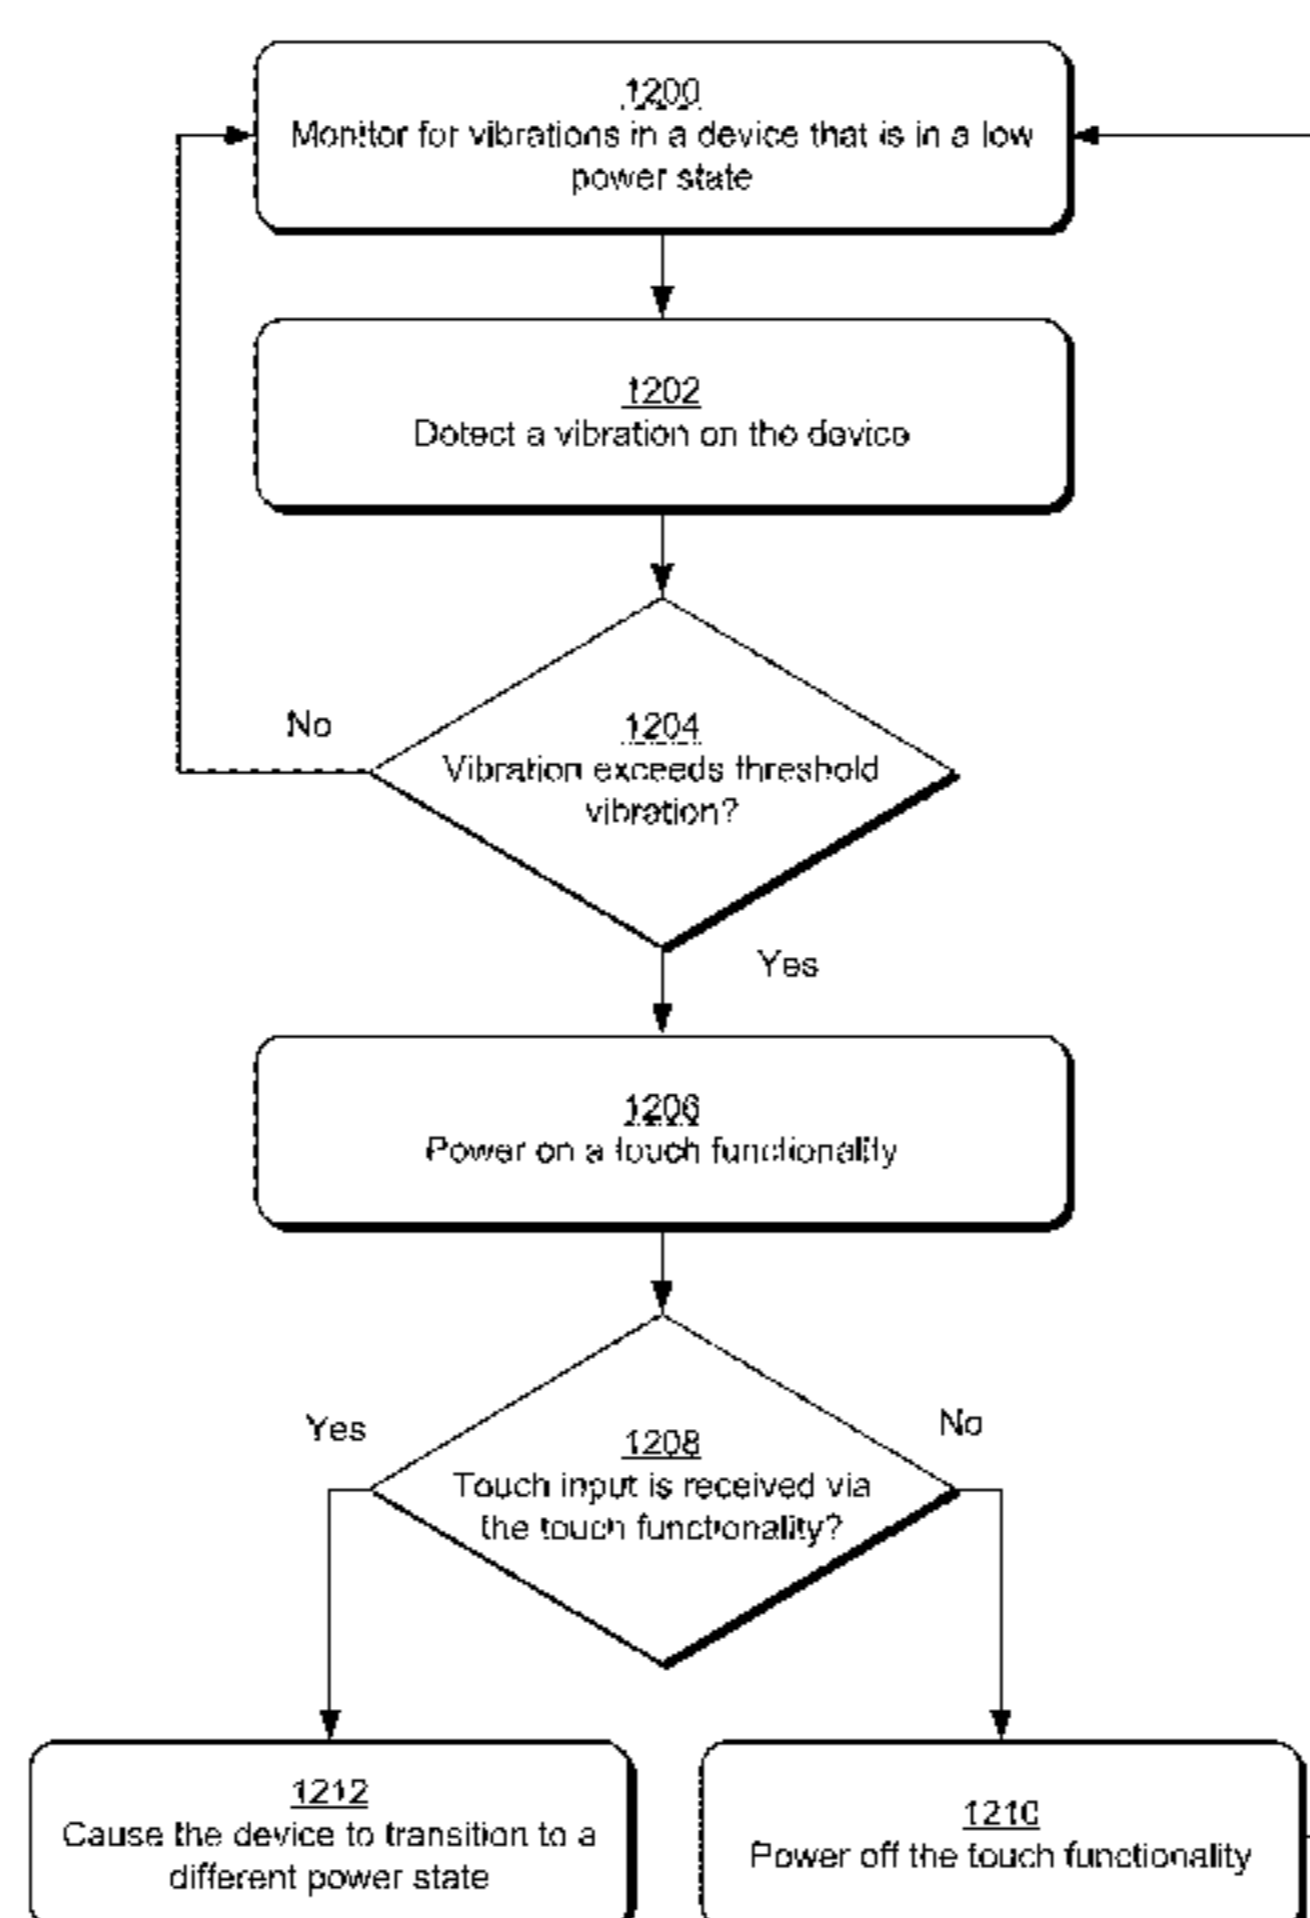 1200
Monitor for vibrations in a device that is in a low
power state
1202
Detect a vibration on the device
No
1204
Vibration exceeds threshold
vibration?
Yes
1206
Power on a touch functionality
Yes
No
1208
Touch input is received via
the touch functionality?
1212
Cause the device to transition to a
different power state
1210
Power off the touch functionality